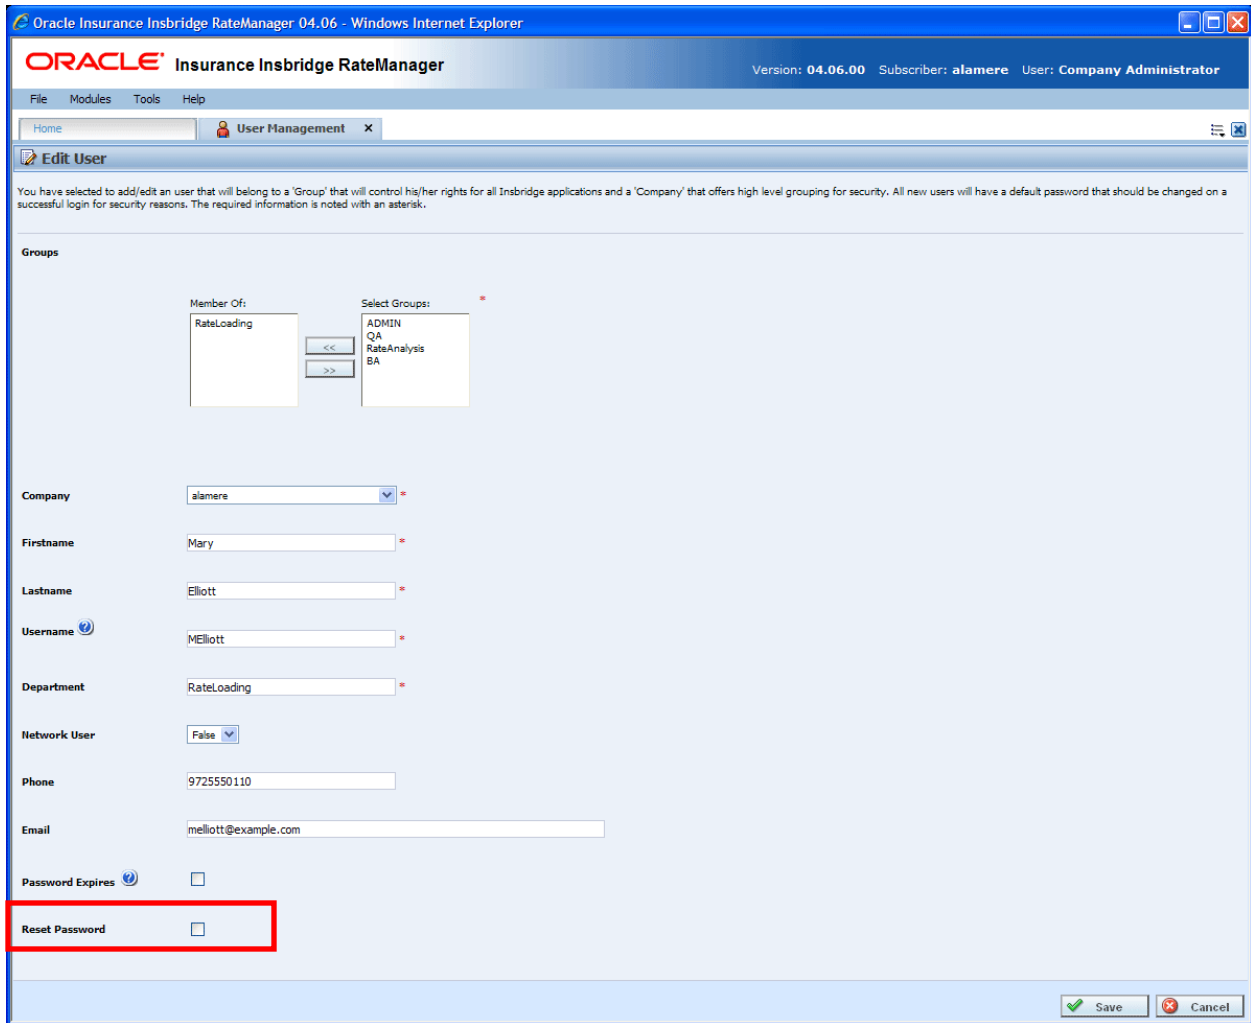 Oracle Insurance Insbridge RateManager 04.06 - Windows Internet Explorer
ORACLE Insurance Insbridge RateManager
Version: 04.06.00 Subscriber: alamere User: Company Administrator
File Modules Tools Help
Home User Management x
Edit User
You have selected to add/edit an user that will belong to a 'Group' that will control his/her rights for all Insbridge applications and a 'Company' that offers high level grouping for security. All new users will have a default password that should be changed on a
successful login for security reasons. The required information is noted with an asterisk.
Groups
Member Of: Select Groups: *
RateLoading ADMIN
QA
<< RateAnalysis
BA
>>
Company alamere *
Firstname Mary *
Lastname Elliott *
Username ? MElliott *
Department RateLoading *
Network User False
Phone 9725550110
Email melliott@example.com
Password Expires ?
Reset Password
Save Cancel